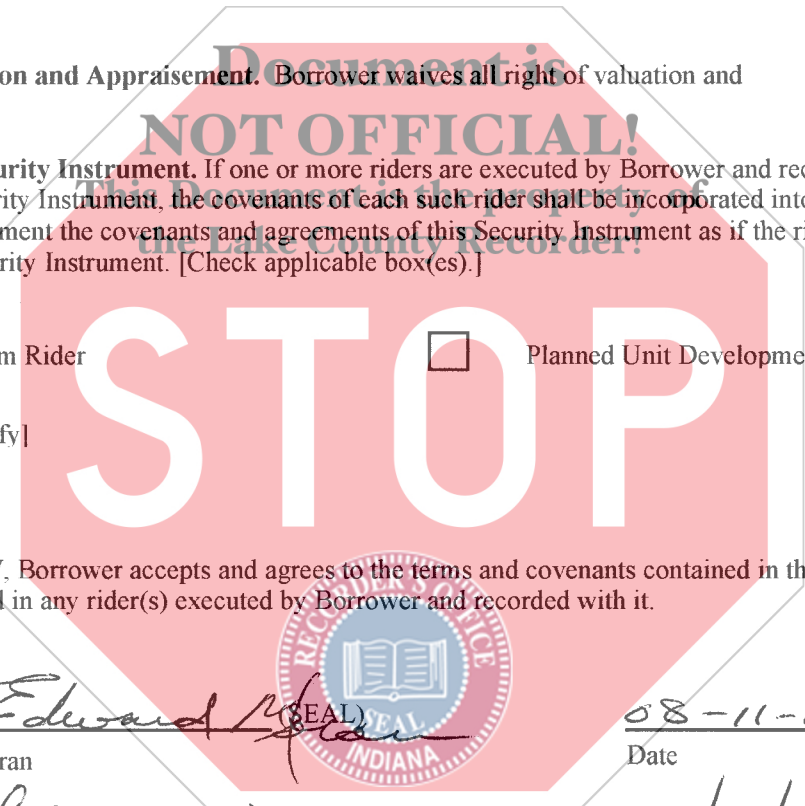 Document is
on and Appraisement. Borrower waives all right of valuation and
NOT OFFICIAL!
urity Instrument. If one or more riders are executed by Borrower and rec
This Document is the property of
rity Instrument, the covenants of each such rider shall be incorporated into
the Lake County Recorder!
ment the covenants and agreements of this Security Instrument as if the ri
rity Instrument. [Check applicable box(es).]
STOP
m Rider
Planned Unit Developme
fy]
, Borrower accepts and agrees to the terms and covenants contained in th
d in any rider(s) executed by Borrower and recorded with it.
RECORDER'S OFFICE
SEAL
INDIANA
Edward
(SEAL)
08-11-
ran
Date